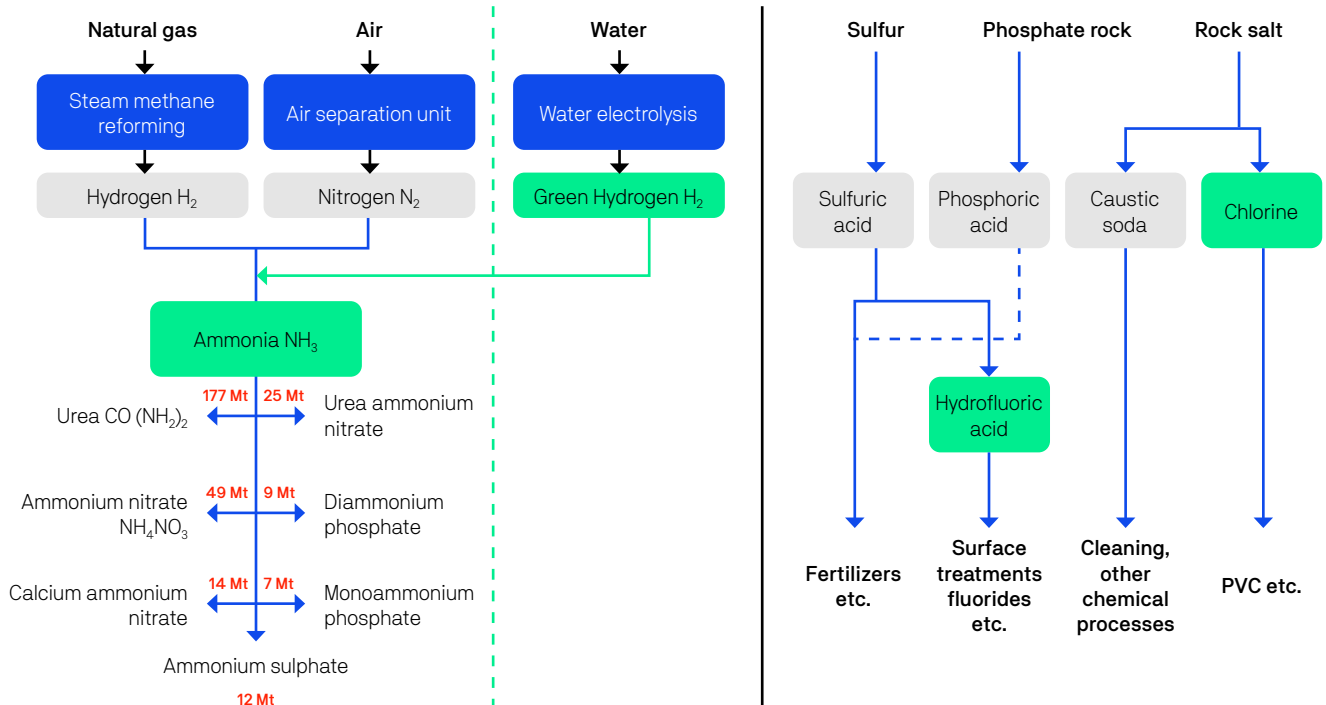 Natural gas
Air
Water
Steam methane
reforming
Air separation unit
Water electrolysis
Hydrogen H₂
Nitrogen N₂
Green Hydrogen H₂
Ammonia NH₃
177 Mt
25 Mt
Urea CO (NH₂)₂
Urea ammonium
nitrate
49 Mt
9 Mt
Ammonium nitrate
NH₄NO₃
Diammonium
phosphate
14 Mt
7 Mt
Calcium ammonium
nitrate
Monoammonium
phosphate
Ammonium sulphate
12 Mt
Sulfur
Phosphate rock
Rock salt
Sulfuric
acid
Phosphoric
acid
Caustic
soda
Chlorine
Hydrofluoric
acid
Fertilizers
etc.
Surface
treatments
fluorides
etc.
Cleaning,
other
chemical
processes
PVC etc.